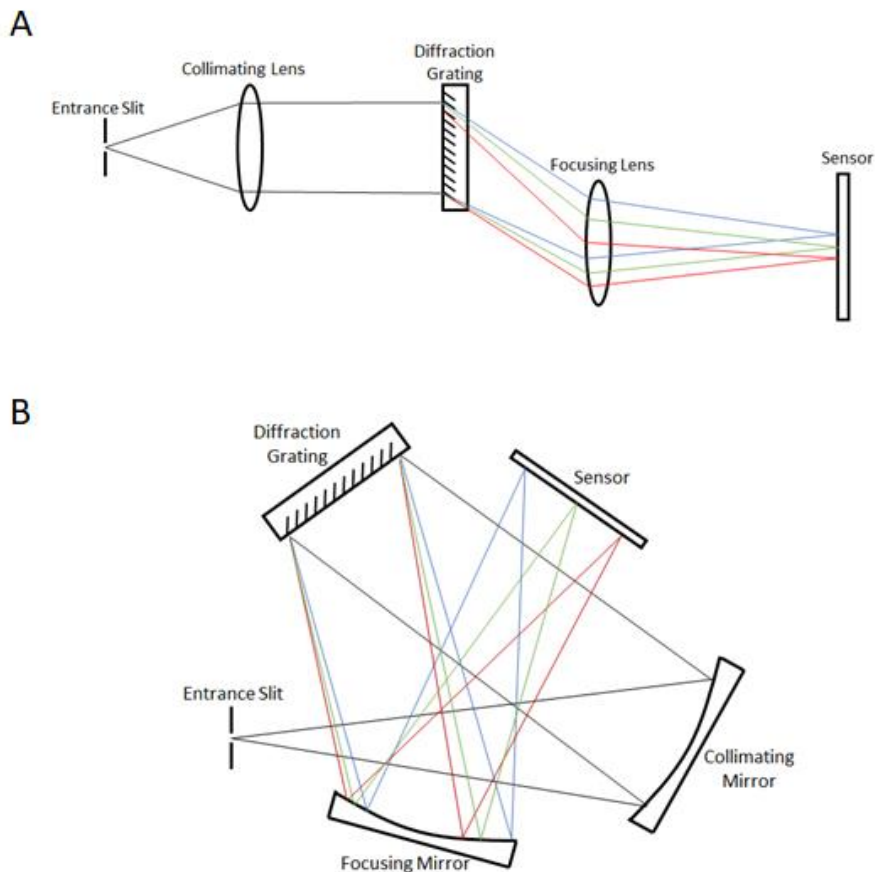 A
Collimating Lens
Entrance Slit
Diffraction
Grating
Focusing Lens
Sensor
B
Diffraction
Grating
Sensor
Entrance Slit
Collimating
Mirror
Focusing Mirror